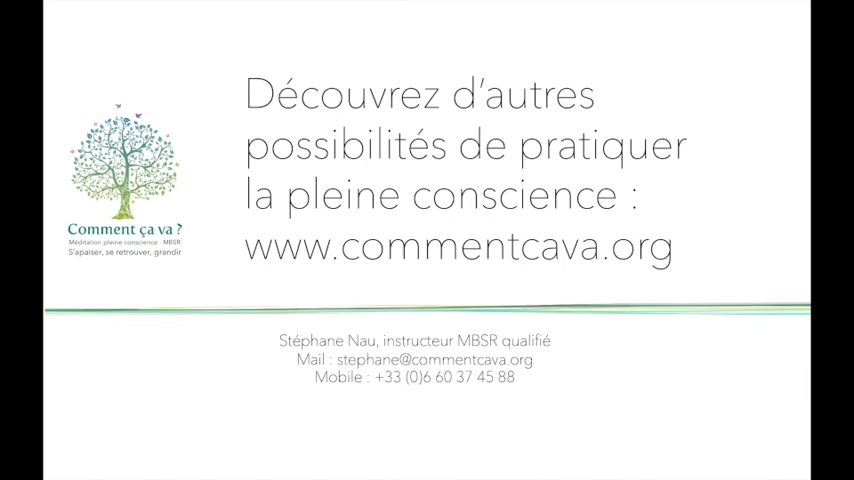 Découvrez d'autres
possibilités de pratiquer
la pleine conscience :
www.commentcava.org
Comment ça va ?
Méditation pleine conscience - MBSR
S'apaiser, se retrouver, grandir
Stéphane Nau, instructeur MBSR qualifié
Mail : stephane@commentcava.org
Mobile : +33 (0)6 60 37 45 88